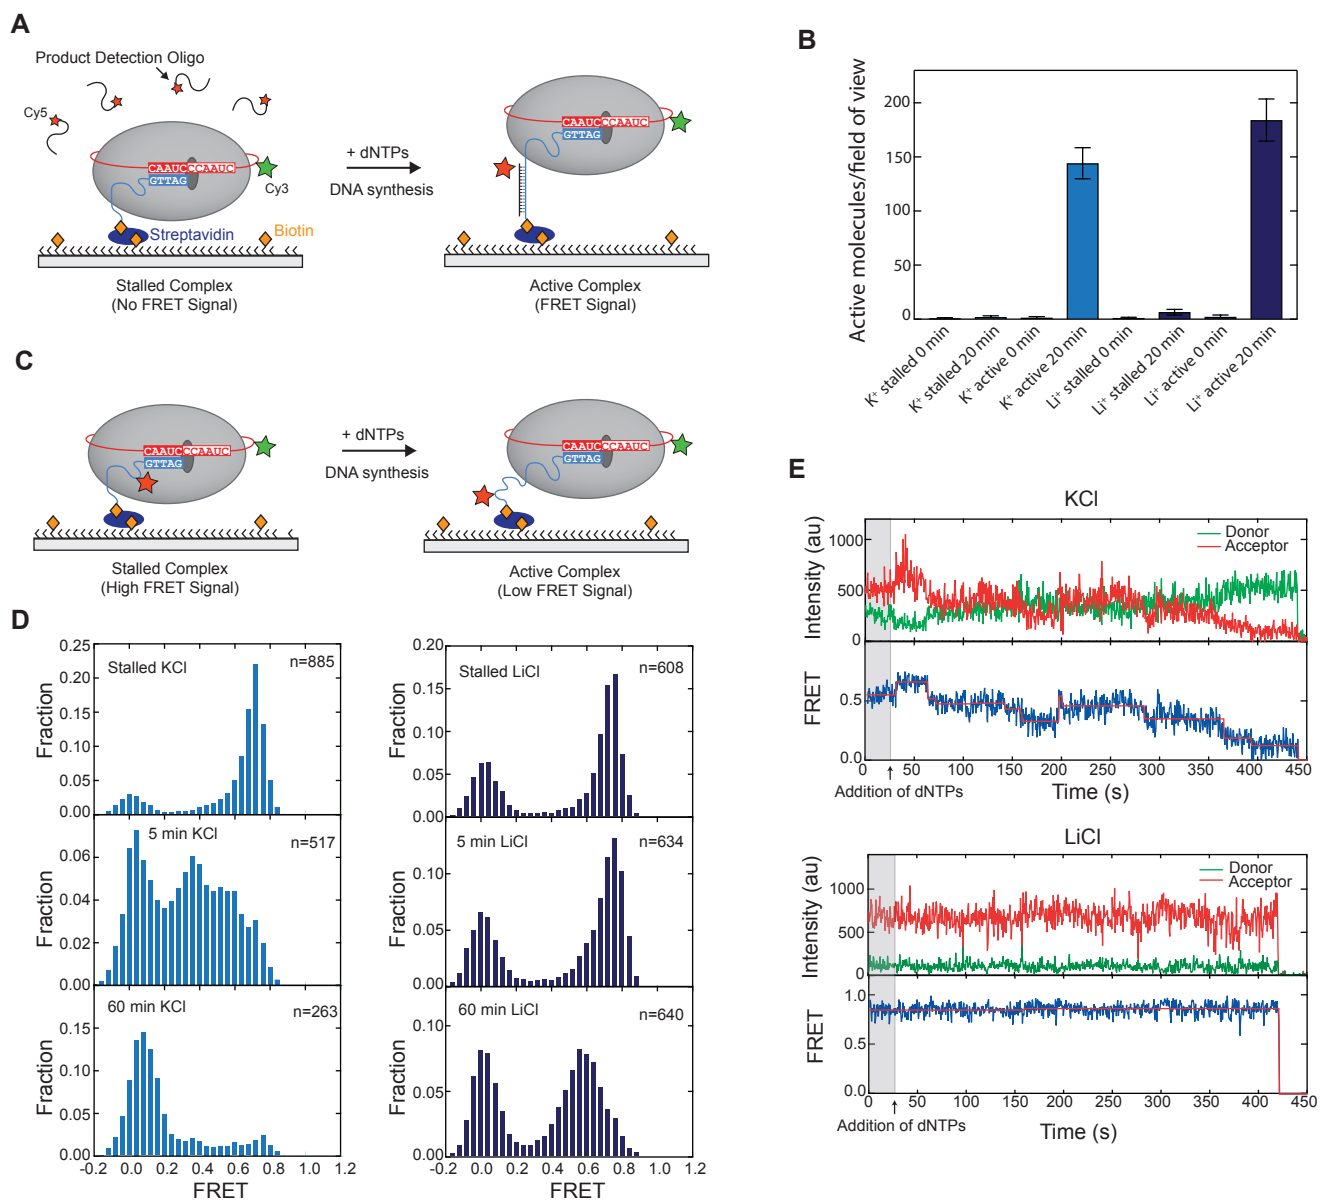 A
Product Detection Oligo
Cy5
CAAUCCCAAUC
GTTAG
Cy3
Streptavidin
Biotin
Stalled Complex
(No FRET Signal)
+ dNTPs
DNA synthesis
CAAUCCCAAUC
GTTAG
Active Complex
(FRET Signal)
B
Active molecules/field of view
200
150
100
50
0
K⁺ stalled 0 min
K⁺ stalled 20 min
K⁺ active 0 min
K⁺ active 20 min
Li⁺ stalled 0 min
Li⁺ stalled 20 min
Li⁺ active 0 min
Li⁺ active 20 min
C
CAAUCCCAAUC
GTTAG
Stalled Complex
(High FRET Signal)
+ dNTPs
DNA synthesis
CAAUCCCAAUC
GTTAG
Active Complex
(Low FRET Signal)
D
Fraction
0.25
0.20
0.15
0.10
0.05
0.00
Stalled KCl
n=885
Fraction
0.06
0.04
0.02
0.00
5 min KCl
n=517
Fraction
0.15
0.10
0.05
0.00
60 min KCl
n=263
-0.2 0.0 0.2 0.4 0.6 0.8 1.0 1.2
FRET
Fraction
0.20
0.15
0.10
0.05
0.00
Stalled LiCl
n=608
Fraction
0.10
0.05
0.00
5 min LiCl
n=634
Fraction
0.10
0.05
0.00
60 min LiCl
n=640
-0.2 0.0 0.2 0.4 0.6 0.8 1.0 1.2
FRET
E
KCl
Intensity (au)
1000
500
0
Donor
Acceptor
FRET
0.5
0.0
0 50 100 150 200 250 300 350 400 450
Addition of dNTPs
Time (s)
LiCl
Intensity (au)
1000
500
0
Donor
Acceptor
FRET
1.0
0.5
0.0
0 50 100 150 200 250 300 350 400 450
Addition of dNTPs
Time (s)